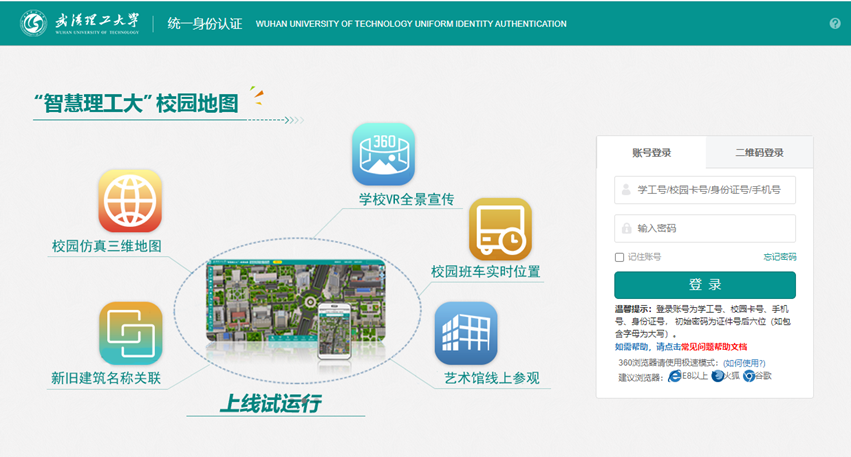 武汉理工大学
WUHAN UNIVERSITY OF TECHNOLOGY
统一身份认证
WUHAN UNIVERSITY OF TECHNOLOGY UNIFORM IDENTITY AUTHENTICATION
?
“智慧理工大”校园地图
360
学校VR全景宣传
校园仿真三维地图
校园班车实时位置
新旧建筑名称关联
艺术馆线上参观
上线试运行
账号登录
二维码登录
学工号/校园卡号/身份证号/手机号
输入密码
记住账号
忘记密码
登 录
温馨提示：登录账号为学工号、校园卡号、手机
号、身份证号， 初始密码为证件号后六位（如包
含字母为大写）。
如需帮助，请点击常见问题帮助文档
360浏览器请使用极速模式：(如何使用?)
建议浏览器：IE8以上 火狐 谷歌